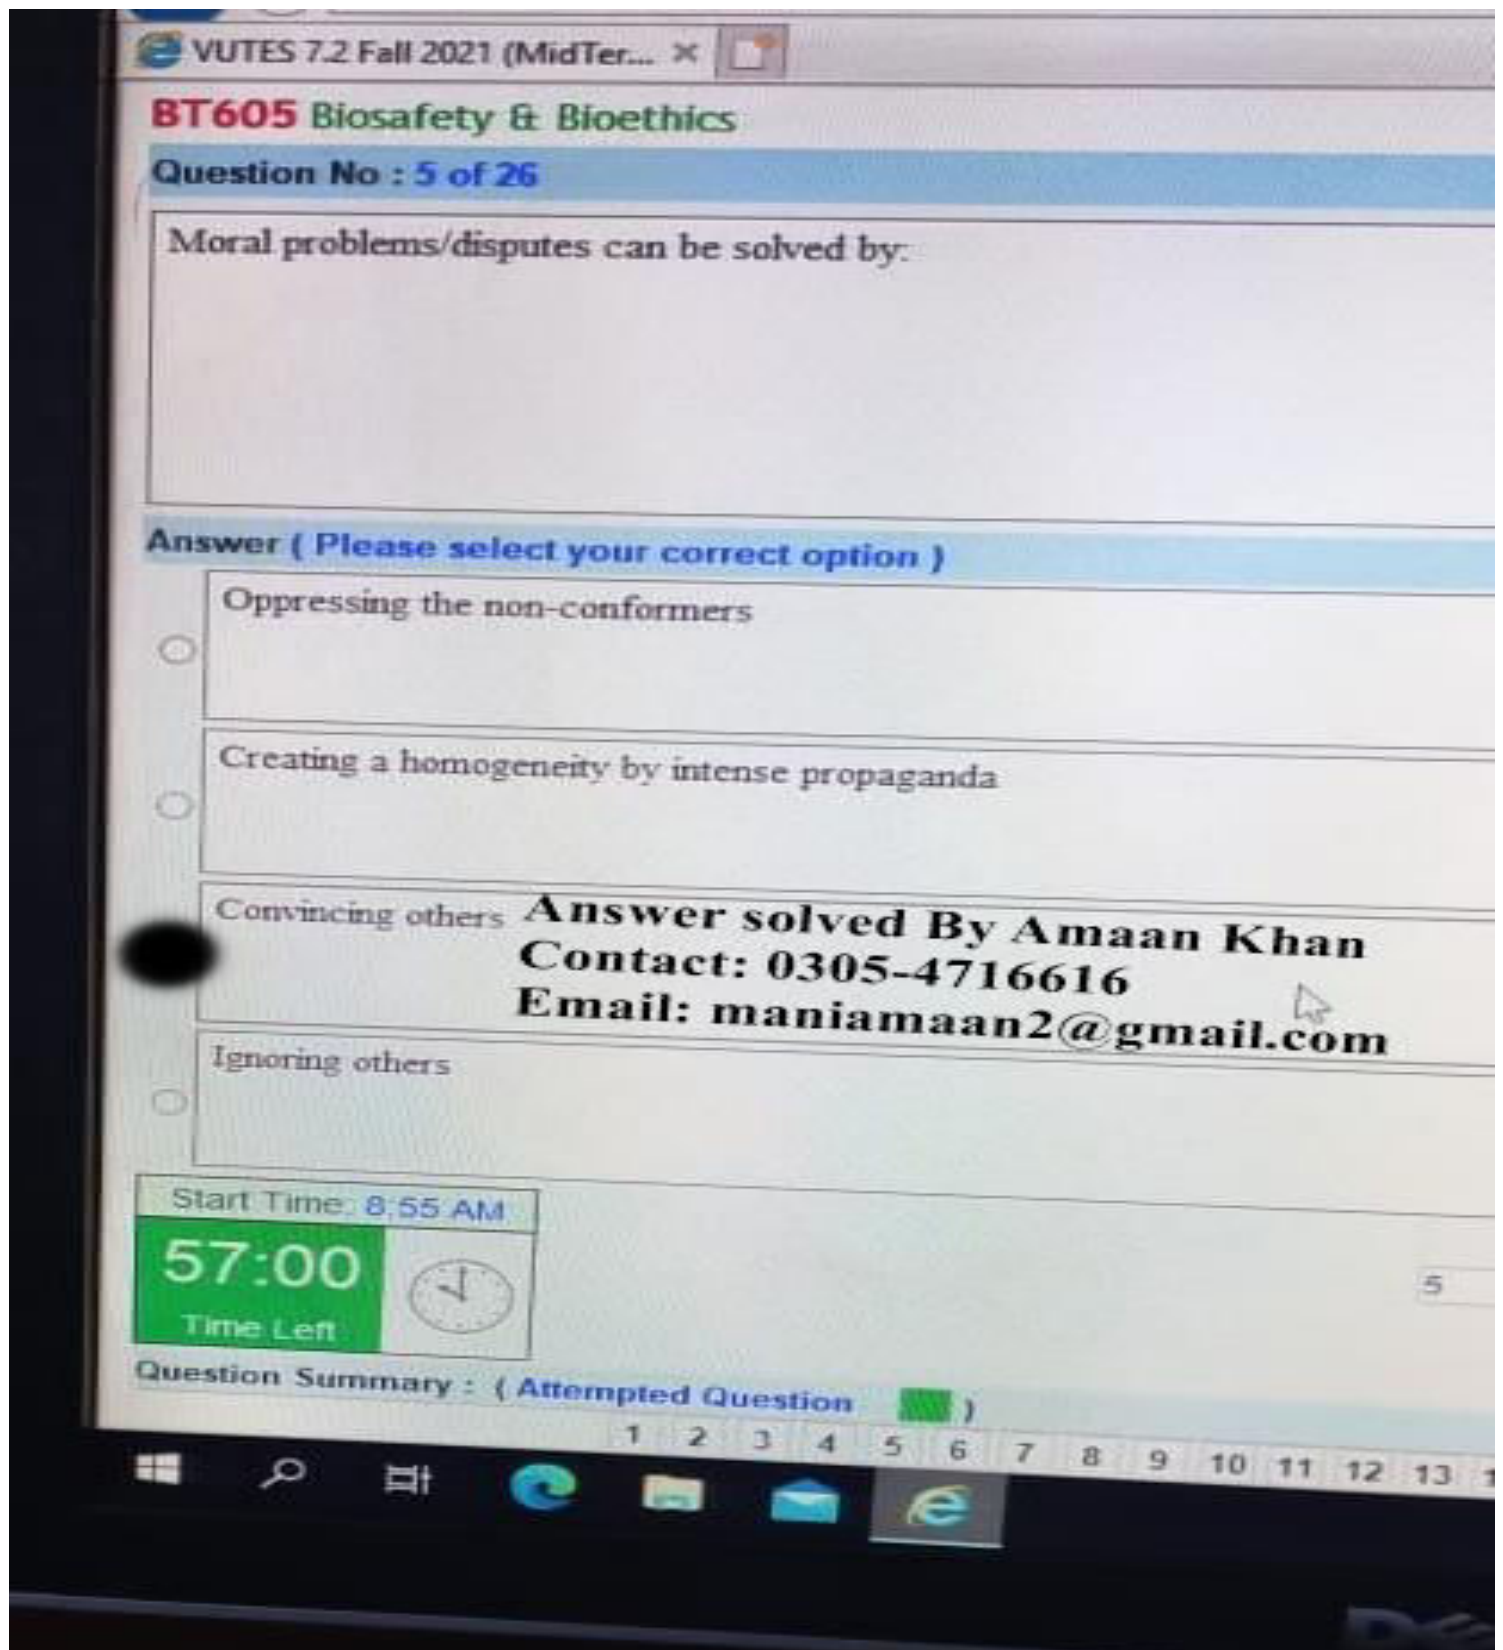 VUTES 7.2 Fall 2021 (MidTer...
BT605 Biosafety & Bioethics
Question No : 5 of 26
Moral problems/disputes can be solved by:
Answer ( Please select your correct option )
Oppressing the non-conformers
Creating a homogeneity by intense propaganda
Convincing others
Answer solved By Amaan Khan
Contact: 0305-4716616
Email: maniamaan2@gmail.com
Ignoring others
Start Time: 8:55 AM
57:00
Time Left
5
Question Summary : ( Attempted Question )
1 2 3 4 5 6 7 8 9 10 11 12 13